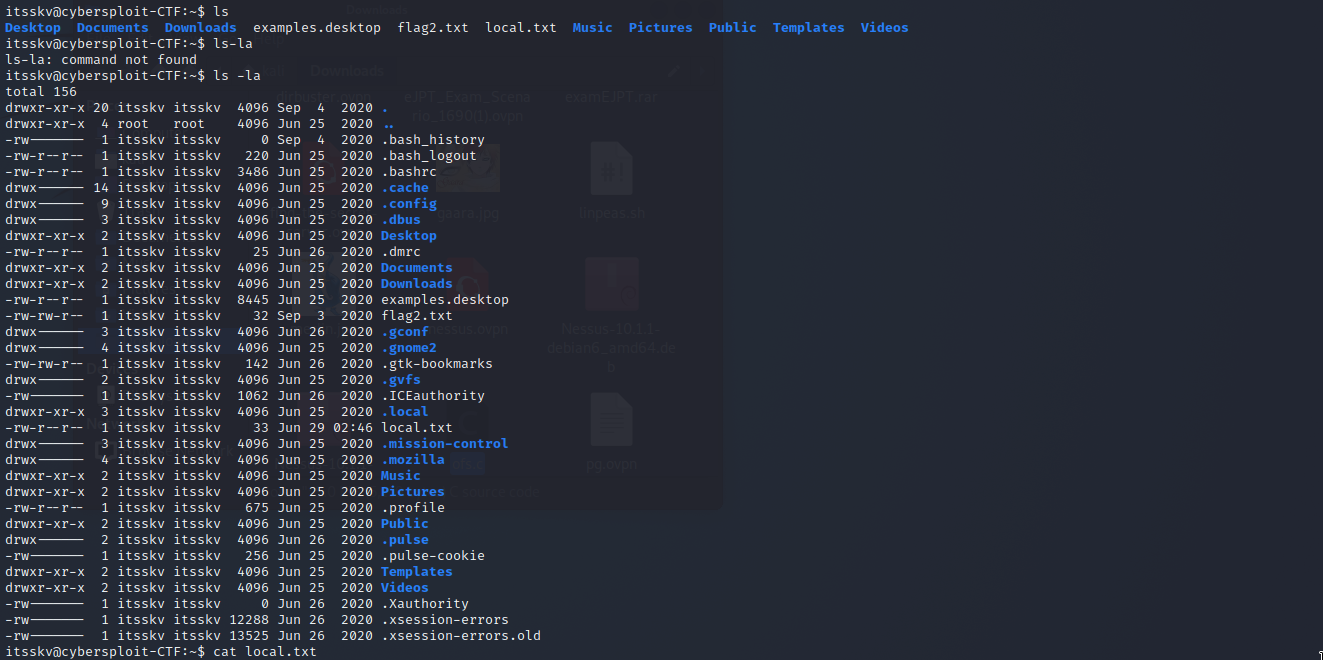 itsskv@cybersploit-CTF:~$ ls
Desktop Documents Downloads examples.desktop flag2.txt local.txt Music Pictures Public Templates Videos
itsskv@cybersploit-CTF:~$ ls-la
ls-la: command not found
itsskv@cybersploit-CTF:~$ ls -la
total 156
drwxr-xr-x 20 itsskv itsskv 4096 Sep 4 2020 .
drwxr-xr-x 4 root root 4096 Jun 25 2020 ..
-rw------- 1 itsskv itsskv 0 Sep 4 2020 .bash_history
-rw-r--r-- 1 itsskv itsskv 220 Jun 25 2020 .bash_logout
-rw-r--r-- 1 itsskv itsskv 3486 Jun 25 2020 .bashrc
drwx------ 14 itsskv itsskv 4096 Jun 25 2020 .cache
drwx------ 9 itsskv itsskv 4096 Jun 25 2020 .config
drwx------ 3 itsskv itsskv 4096 Jun 25 2020 .dbus
drwxr-xr-x 2 itsskv itsskv 4096 Jun 25 2020 Desktop
-rw-r--r-- 1 itsskv itsskv 25 Jun 26 2020 .dmrc
drwxr-xr-x 2 itsskv itsskv 4096 Jun 25 2020 Documents
drwxr-xr-x 2 itsskv itsskv 4096 Jun 25 2020 Downloads
-rw-r--r-- 1 itsskv itsskv 8445 Jun 25 2020 examples.desktop
-rw-rw-r-- 1 itsskv itsskv 32 Sep 3 2020 flag2.txt
drwx------ 3 itsskv itsskv 4096 Jun 26 2020 .gconf
drwx------ 4 itsskv itsskv 4096 Jun 25 2020 .gnome2
-rw-rw-r-- 1 itsskv itsskv 142 Jun 26 2020 .gtk-bookmarks
drwx------ 2 itsskv itsskv 4096 Jun 25 2020 .gvfs
-rw------- 1 itsskv itsskv 1062 Jun 26 2020 .ICEauthority
drwxr-xr-x 3 itsskv itsskv 4096 Jun 25 2020 .local
-rw-r--r-- 1 itsskv itsskv 33 Jun 29 02:46 local.txt
drwx------ 3 itsskv itsskv 4096 Jun 25 2020 .mission-control
drwx------ 4 itsskv itsskv 4096 Jun 25 2020 .mozilla
drwxr-xr-x 2 itsskv itsskv 4096 Jun 25 2020 Music
drwxr-xr-x 2 itsskv itsskv 4096 Jun 25 2020 Pictures
-rw-r--r-- 1 itsskv itsskv 675 Jun 25 2020 .profile
drwxr-xr-x 2 itsskv itsskv 4096 Jun 25 2020 Public
drwx------ 2 itsskv itsskv 4096 Jun 26 2020 .pulse
-rw------- 1 itsskv itsskv 256 Jun 25 2020 .pulse-cookie
drwxr-xr-x 2 itsskv itsskv 4096 Jun 25 2020 Templates
drwxr-xr-x 2 itsskv itsskv 4096 Jun 25 2020 Videos
-rw------- 1 itsskv itsskv 0 Jun 26 2020 .Xauthority
-rw------- 1 itsskv itsskv 12288 Jun 26 2020 .xsession-errors
-rw------- 1 itsskv itsskv 13525 Jun 26 2020 .xsession-errors.old
itsskv@cybersploit-CTF:~$ cat local.txt